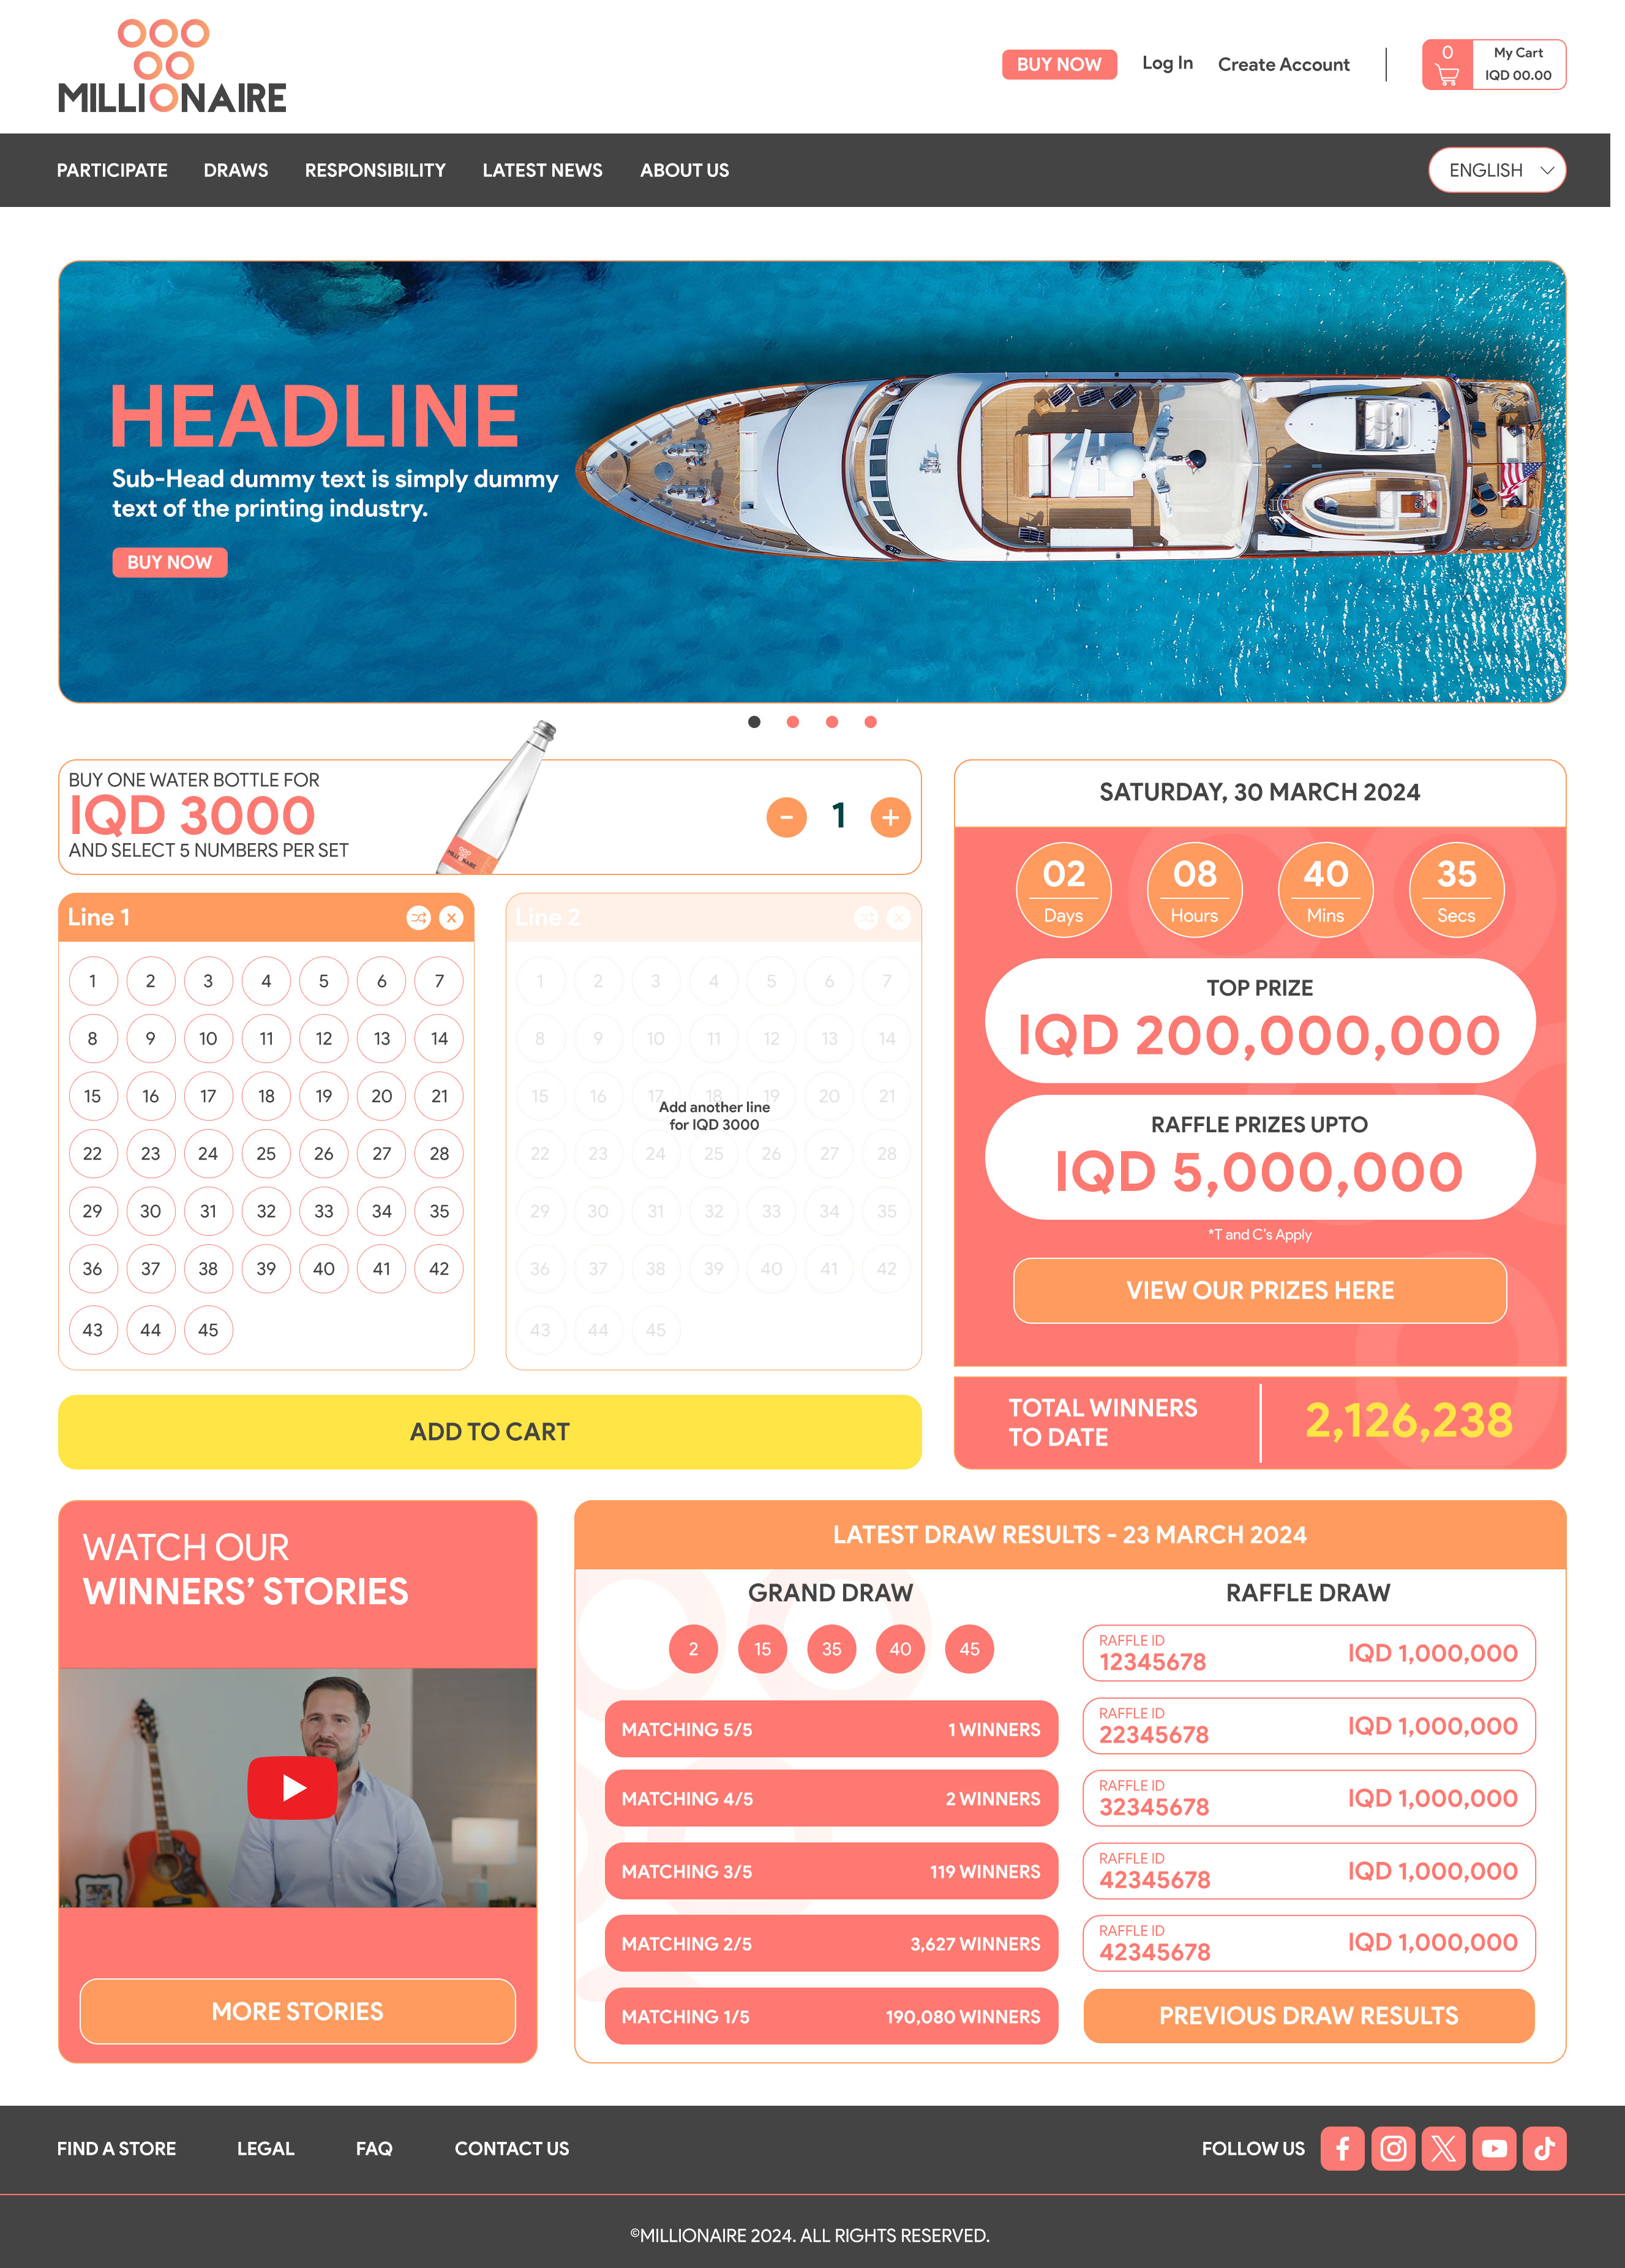 MILLIONAIRE
BUY NOW
Log In
Create Account
0
My Cart
IQD 00.00
PARTICIPATE
DRAWS
RESPONSIBILITY
LATEST NEWS
ABOUT US
ENGLISH
HEADLINE
Sub-Head dummy text is simply dummy
text of the printing industry.
BUY NOW
BUY ONE WATER BOTTLE FOR
IQD 3000
AND SELECT 5 NUMBERS PER SET
MILLIONAIRE
- 1 +
Line 1
1 2 3 4 5 6 7
8 9 10 11 12 13 14
15 16 17 18 19 20 21
22 23 24 25 26 27 28
29 30 31 32 33 34 35
36 37 38 39 40 41 42
43 44 45
Line 2
1 2 3 4 5 6 7
8 9 10 11 12 13 14
15 16 17 18 19 20 21
Add another line
for IQD 3000
22 23 24 25 26 27 28
29 30 31 32 33 34 35
36 37 38 39 40 41 42
43 44 45
ADD TO CART
SATURDAY, 30 MARCH 2024
02 08 40 35
Days Hours Mins Secs
TOP PRIZE
IQD 200,000,000
RAFFLE PRIZES UPTO
IQD 5,000,000
*T and C's Apply
VIEW OUR PRIZES HERE
TOTAL WINNERS
TO DATE
2,126,238
WATCH OUR
WINNERS' STORIES
MORE STORIES
LATEST DRAW RESULTS - 23 MARCH 2024
GRAND DRAW
2 15 35 40 45
MATCHING 5/5 1 WINNERS
MATCHING 4/5 2 WINNERS
MATCHING 3/5 119 WINNERS
MATCHING 2/5 3,627 WINNERS
MATCHING 1/5 190,080 WINNERS
RAFFLE DRAW
RAFFLE ID
12345678 IQD 1,000,000
RAFFLE ID
22345678 IQD 1,000,000
RAFFLE ID
32345678 IQD 1,000,000
RAFFLE ID
42345678 IQD 1,000,000
RAFFLE ID
42345678 IQD 1,000,000
PREVIOUS DRAW RESULTS
FIND A STORE
LEGAL
FAQ
CONTACT US
FOLLOW US
©MILLIONAIRE 2024. ALL RIGHTS RESERVED.